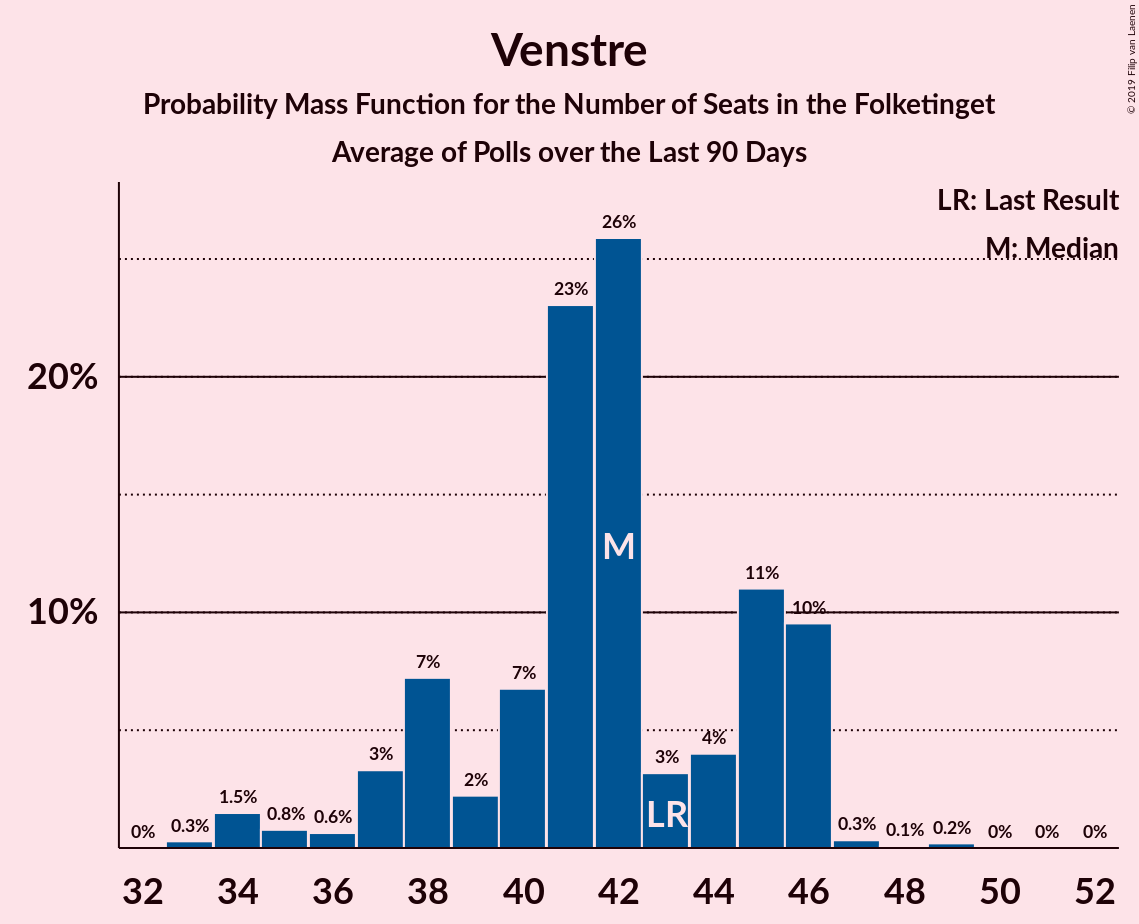 Venstre
Probability Mass Function for the Number of Seats in the Folketinget
Average of Polls over the Last 90 Days
© 2019 Filip van Laenen
LR: Last Result
M: Median
20%
10%
0%
0.3%
1.5%
0.8%
0.6%
3%
7%
2%
7%
23%
26%
3%
4%
11%
10%
0.3%
0.1%
0.2%
0%
0%
0%
M
LR
32 34 36 38 40 42 44 46 48 50 52